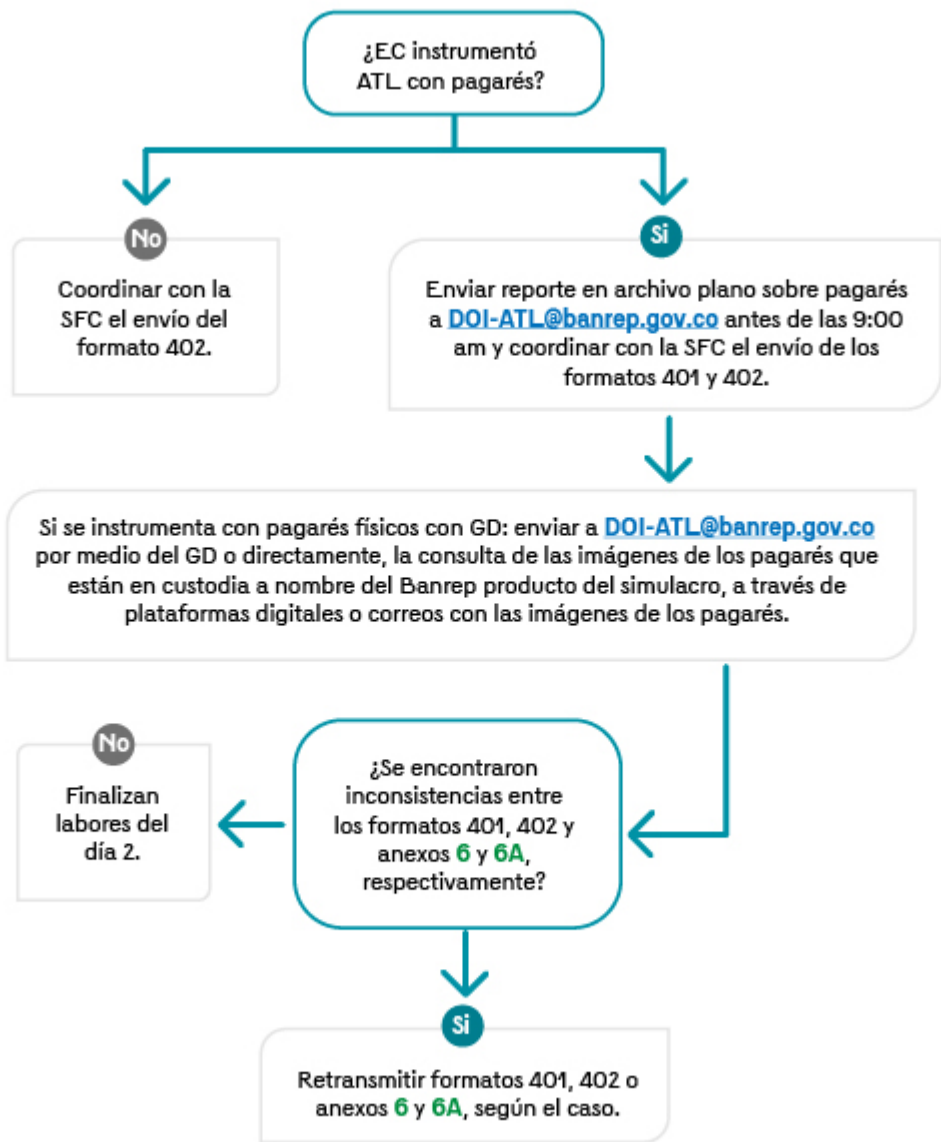 ¿EC instrumentó
ATL con pagarés?
No
Coordinar con la
SFC el envío del
formato 402.
Si
Enviar reporte en archivo plano sobre pagarés
a DOI-ATL@banrep.gov.co antes de las 9:00
am y coordinar con la SFC el envío de los
formatos 401 y 402.
Si se instrumenta con pagarés físicos con GD: enviar a DOI-ATL@banrep.gov.co
por medio del GD o directamente, la consulta de las imágenes de los pagarés que
están en custodia a nombre del Banrep producto del simulacro, a través de
plataformas digitales o correos con las imágenes de los pagarés.
¿Se encontraron
inconsistencias entre
los formatos 401, 402 y
anexos 6 y 6A,
respectivamente?
No
Finalizan
labores del
día 2.
Si
Retransmitir formatos 401, 402 o
anexos 6 y 6A, según el caso.